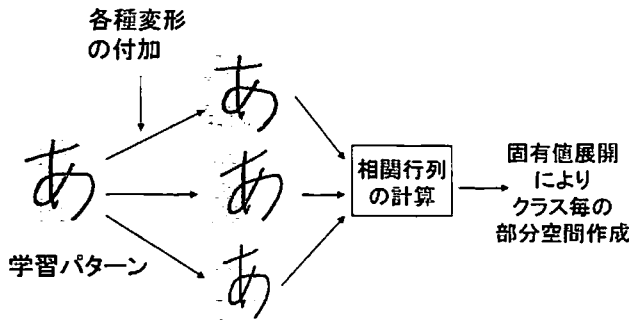 各種変形
の付加
あ
あ
あ
あ
学習パターン
相関行列
の計算
固有値展開
により
クラス毎の
部分空間作成